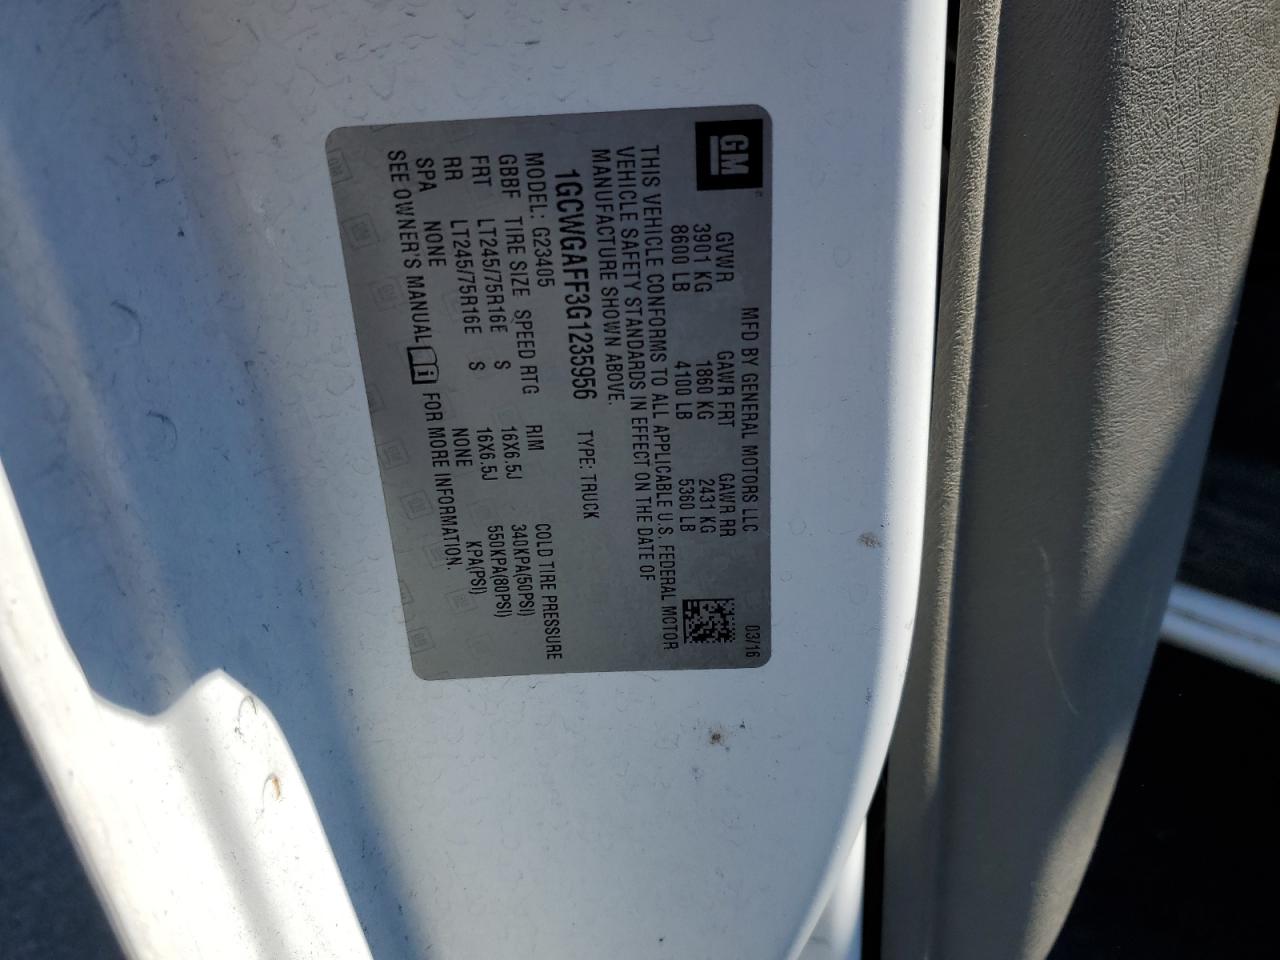 GM
MFD BY GENERAL MOTORS LLC 03/16
GVWR GAWR FRT GAWR RR
3901 KG 1860 KG 2431 KG
8600 LB 4100 LB 5360 LB
THIS VEHICLE CONFORMS TO ALL APPLICABLE U.S. FEDERAL MOTOR
VEHICLE SAFETY STANDARDS IN EFFECT ON THE DATE OF
MANUFACTURE SHOWN ABOVE.
1GCWGAFF3G1235956 TYPE: TRUCK
MODEL: G23405
GBBF TIRE SIZE SPEED RTG RIM COLD TIRE PRESSURE
FRT LT245/75R16E S 16X6.5J 340KPA(50PSI)
RR LT245/75R16E S 16X6.5J 550KPA(80PSI)
SPA NONE NONE KPA(PSI)
SEE OWNER'S MANUAL i FOR MORE INFORMATION.